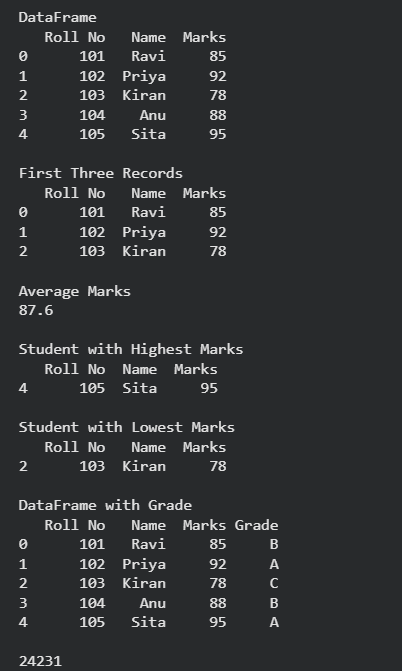 DataFrame
   Roll No   Name  Marks
0      101   Ravi     85
1      102  Priya     92
2      103  Kiran     78
3      104    Anu     88
4      105   Sita     95

First Three Records
   Roll No   Name  Marks
0      101   Ravi     85
1      102  Priya     92
2      103  Kiran     78

Average Marks
87.6

Student with Highest Marks
   Roll No  Name  Marks
4      105  Sita     95

Student with Lowest Marks
   Roll No   Name  Marks
2      103  Kiran     78

DataFrame with Grade
   Roll No   Name  Marks Grade
0      101   Ravi     85     B
1      102  Priya     92     A
2      103  Kiran     78     C
3      104    Anu     88     B
4      105   Sita     95     A

24231